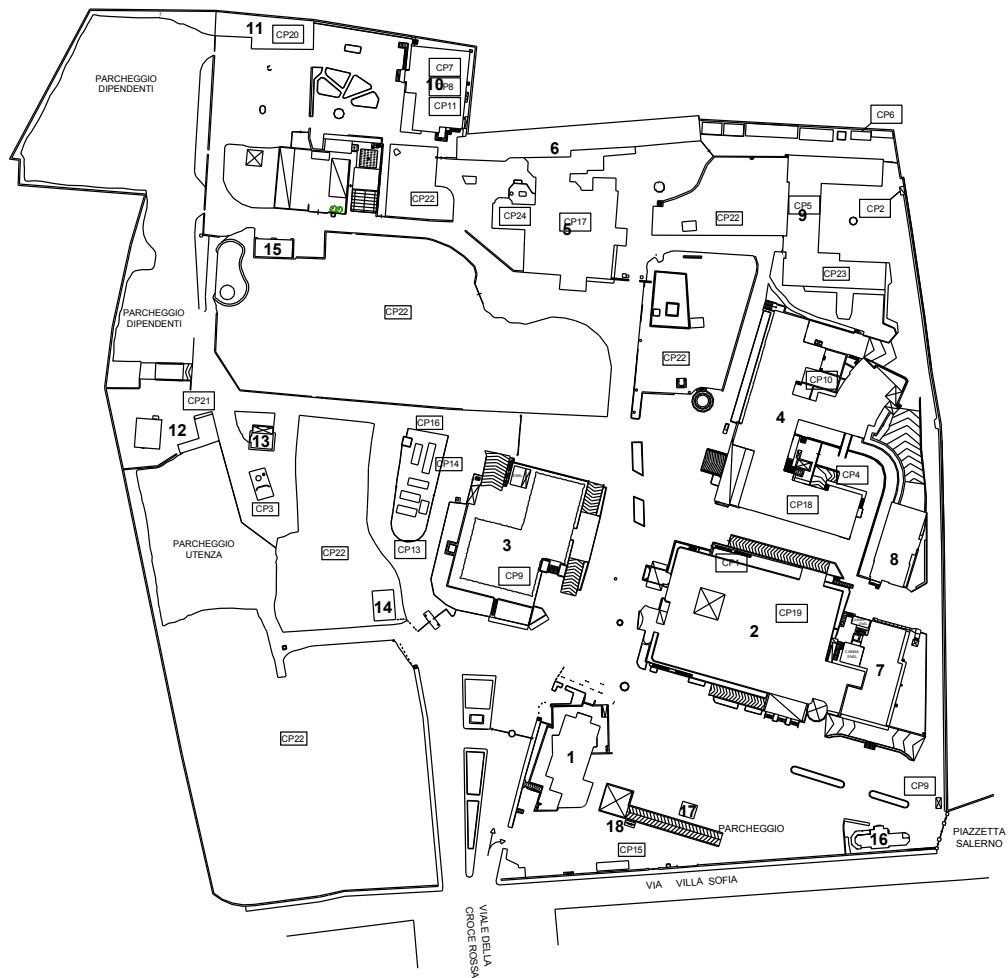 11
CP20
CP7
10
CP8
CP11
PARCHEGGIO
DIPENDENTI
CP6
6
CP22
CP24
CP17
5
CP22
CP5
9
CP2
15
CP23
CP22
PARCHEGGIO
DIPENDENTI
CP22
CP10
CP21
12
13
CP16
4
CP14
CP4
CP3
CP18
PARCHEGGIO
UTENZA
CP22
CP13
3
CP9
8
CP1
14
CP19
2
CABINA
ENEL
7
CP22
1
CP9
17
18
PARCHEGGIO
16
PIAZZETTA
SALERNO
CP15
VIA VILLA SOFIA
VIALE DELLA
CROCE ROSSA